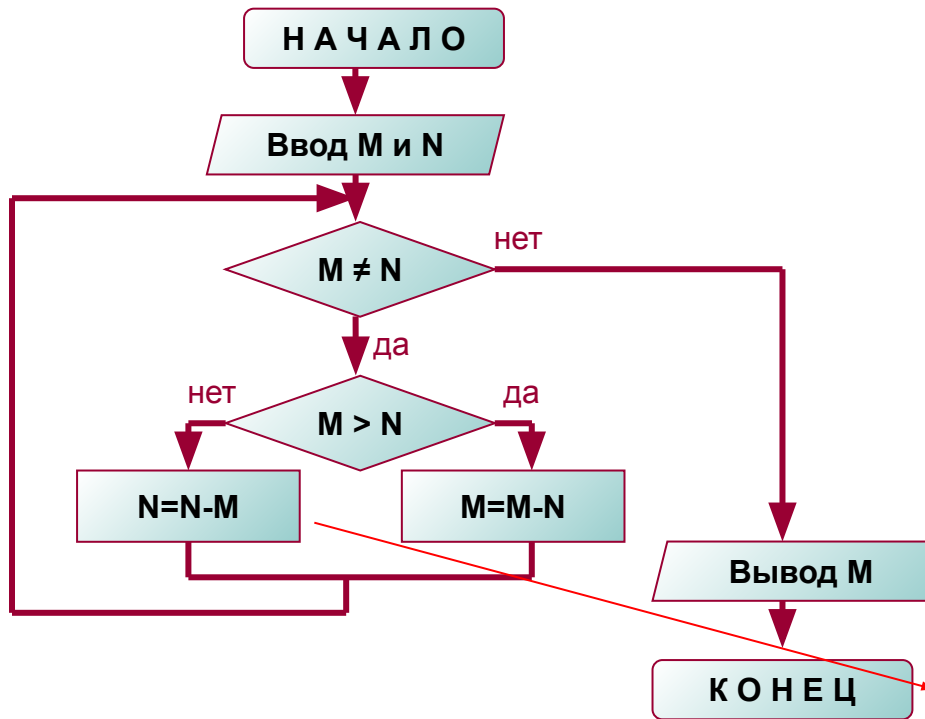 Н А Ч А Л О
Ввод M и N
M ≠ N
нет
да
M > N
нет
да
N=N-M
M=M-N
Вывод M
К О Н Е Ц